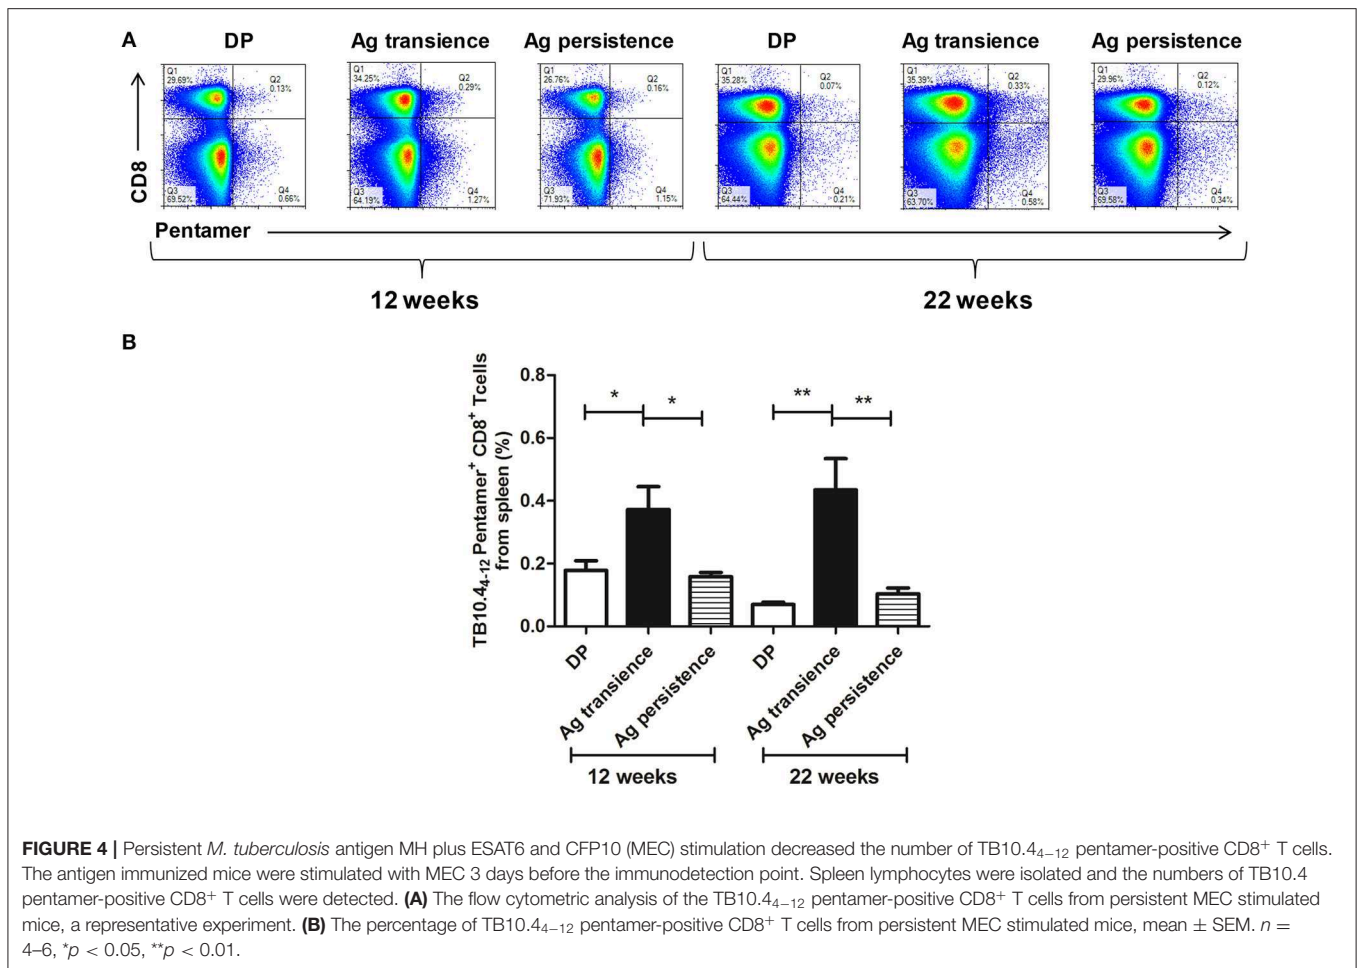 A
DP Ag transience Ag persistence DP Ag transience Ag persistence
Q1 29.69% Q2 0.13% Q1 34.25% Q2 0.29% Q1 26.76% Q2 0.16% Q1 35.28% Q2 0.07% Q1 35.39% Q2 0.33% Q1 29.96% Q2 0.12%
CD8
Q3 69.52% Q4 0.66% Q3 64.19% Q4 1.27% Q3 71.93% Q4 1.15% Q3 64.44% Q4 0.21% Q3 63.70% Q4 0.58% Q3 69.58% Q4 0.34%
Pentamer
12 weeks 22 weeks
B
TB10.4₄₋₁₂ Pentamer⁺ CD8⁺ Tcells
from spleen (%)
0.8
0.6
0.4
0.2
0.0
* * ** **
DP Ag transience Ag persistence DP Ag transience Ag persistence
12 weeks 22 weeks
FIGURE 4 | Persistent M. tuberculosis antigen MH plus ESAT6 and CFP10 (MEC) stimulation decreased the number of TB10.4₄₋₁₂ pentamer-positive CD8⁺ T cells.
The antigen immunized mice were stimulated with MEC 3 days before the immunodetection point. Spleen lymphocytes were isolated and the numbers of TB10.4
pentamer-positive CD8⁺ T cells were detected. (A) The flow cytometric analysis of the TB10.4₄₋₁₂ pentamer-positive CD8⁺ T cells from persistent MEC stimulated
mice, a representative experiment. (B) The percentage of TB10.4₄₋₁₂ pentamer-positive CD8⁺ T cells from persistent MEC stimulated mice, mean ± SEM. n =
4–6, *p < 0.05, **p < 0.01.